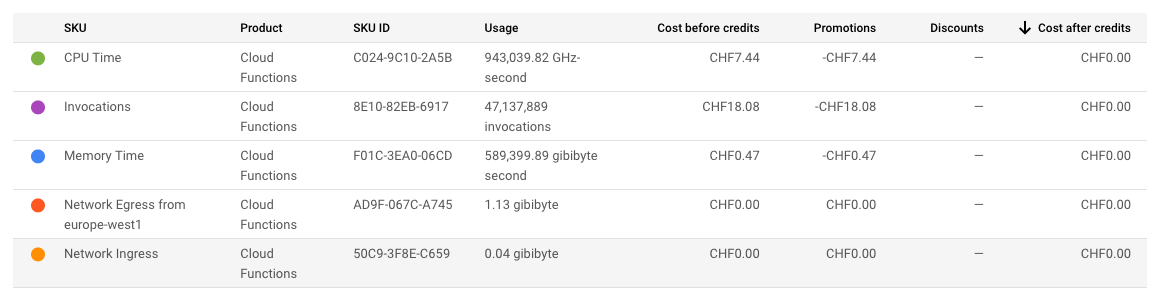 SKU Product SKU ID Usage Cost before credits Promotions Discounts ↓ Cost after credits
CPU Time Cloud C024-9C10-2A5B 943,039.82 GHz- CHF7.44 -CHF7.44 — CHF0.00
Functions second
Invocations Cloud 8E10-82EB-6917 47,137,889 CHF18.08 -CHF18.08 — CHF0.00
Functions invocations
Memory Time Cloud F01C-3EA0-06CD 589,399.89 gibibyte CHF0.47 -CHF0.47 — CHF0.00
Functions second
Network Egress from Cloud AD9F-067C-A745 1.13 gibibyte CHF0.00 CHF0.00 — CHF0.00
europe-west1 Functions
Network Ingress Cloud 50C9-3F8E-C659 0.04 gibibyte CHF0.00 CHF0.00 — CHF0.00
Functions